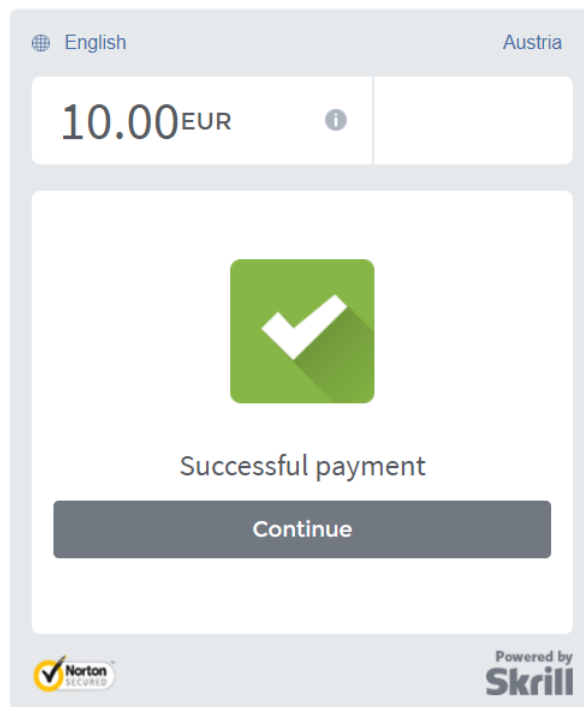 English
Austria
10.00EUR
i
Successful payment
Continue
Norton
SECURED
Powered by
Skrill